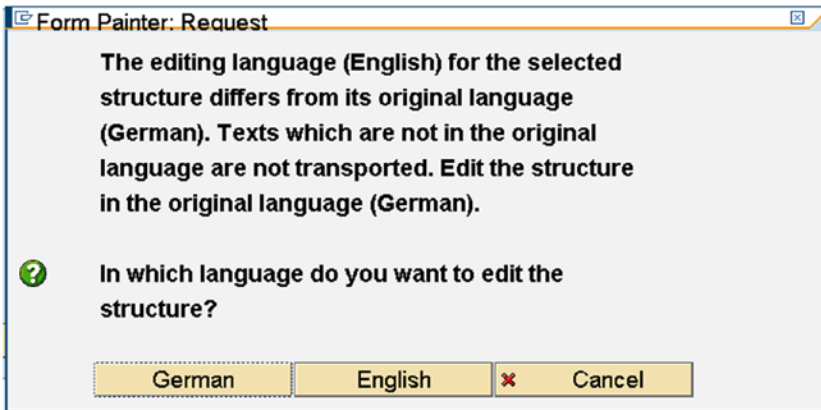 Form Painter: Request
The editing language (English) for the selected
structure differs from its original language
(German). Texts which are not in the original
language are not transported. Edit the structure
in the original language (German).
In which language do you want to edit the
structure?
German English Cancel